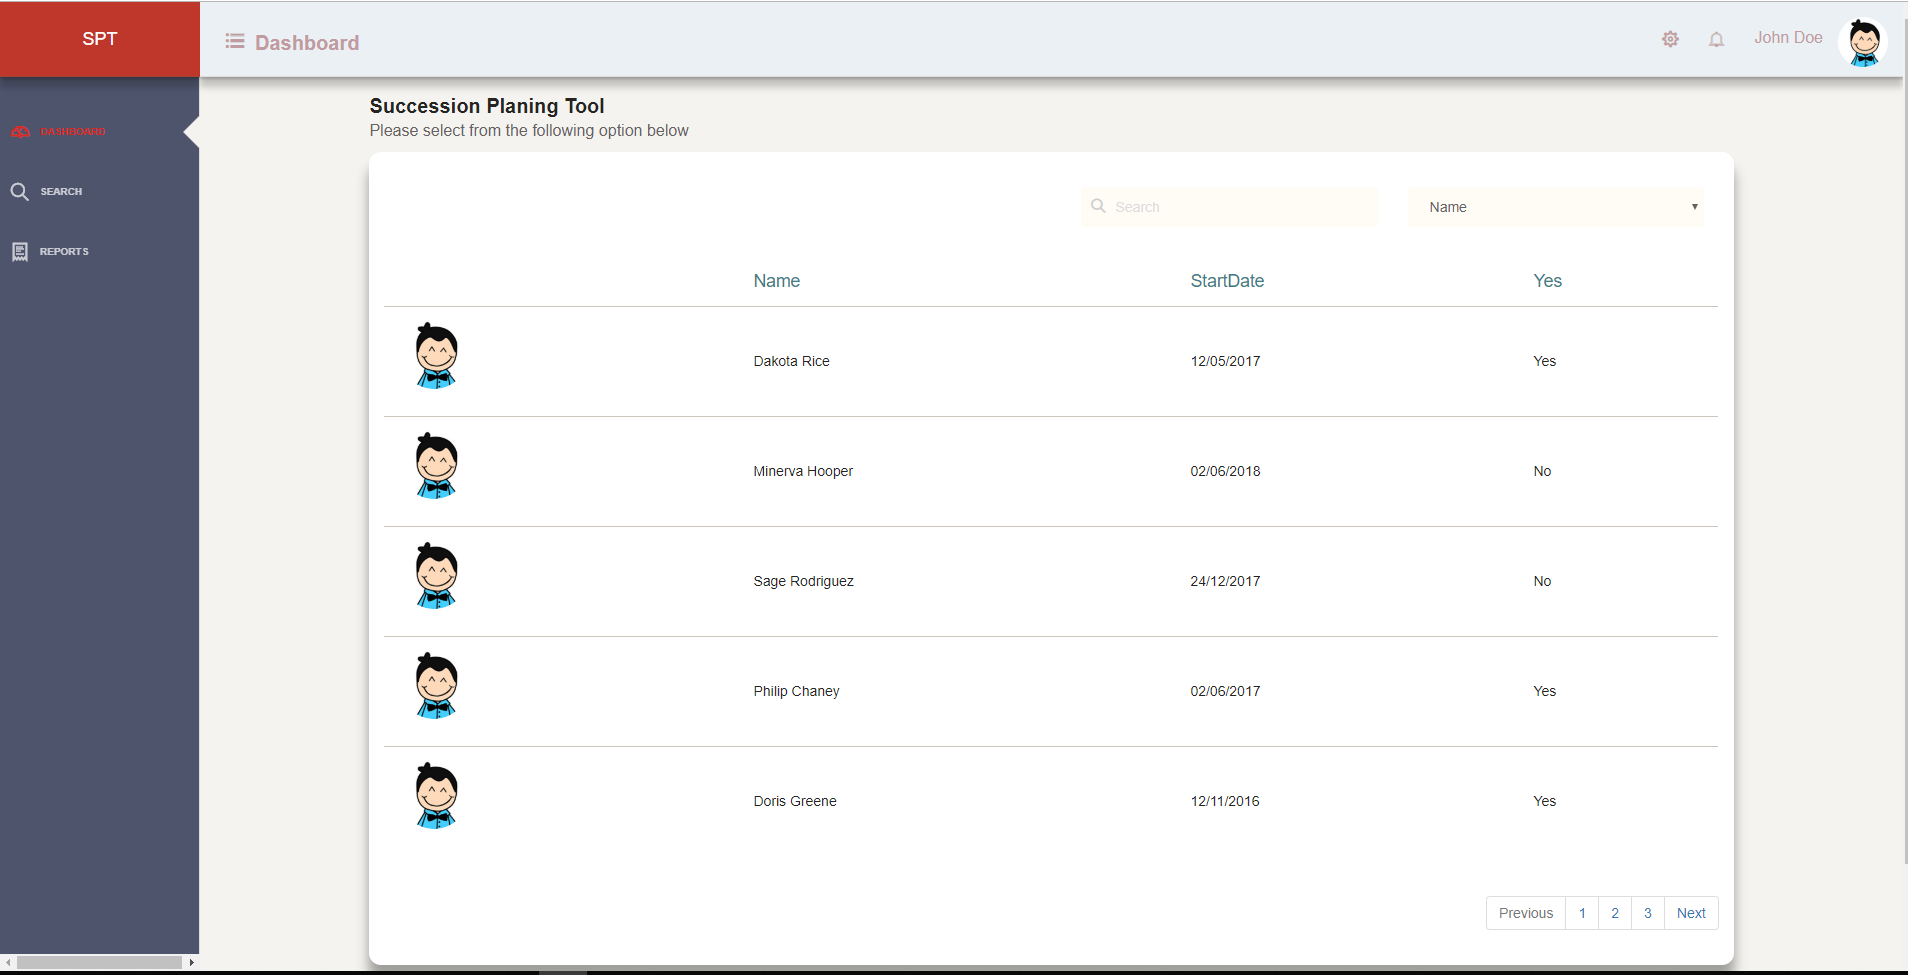 SPT
Dashboard
John Doe
DASHBOARD
SEARCH
REPORTS
Succession Planing Tool
Please select from the following option below
Search
Name
Name StartDate Yes
Dakota Rice 12/05/2017 Yes
Minerva Hooper 02/06/2018 No
Sage Rodriguez 24/12/2017 No
Philip Chaney 02/06/2017 Yes
Doris Greene 12/11/2016 Yes
Previous 1 2 3 Next